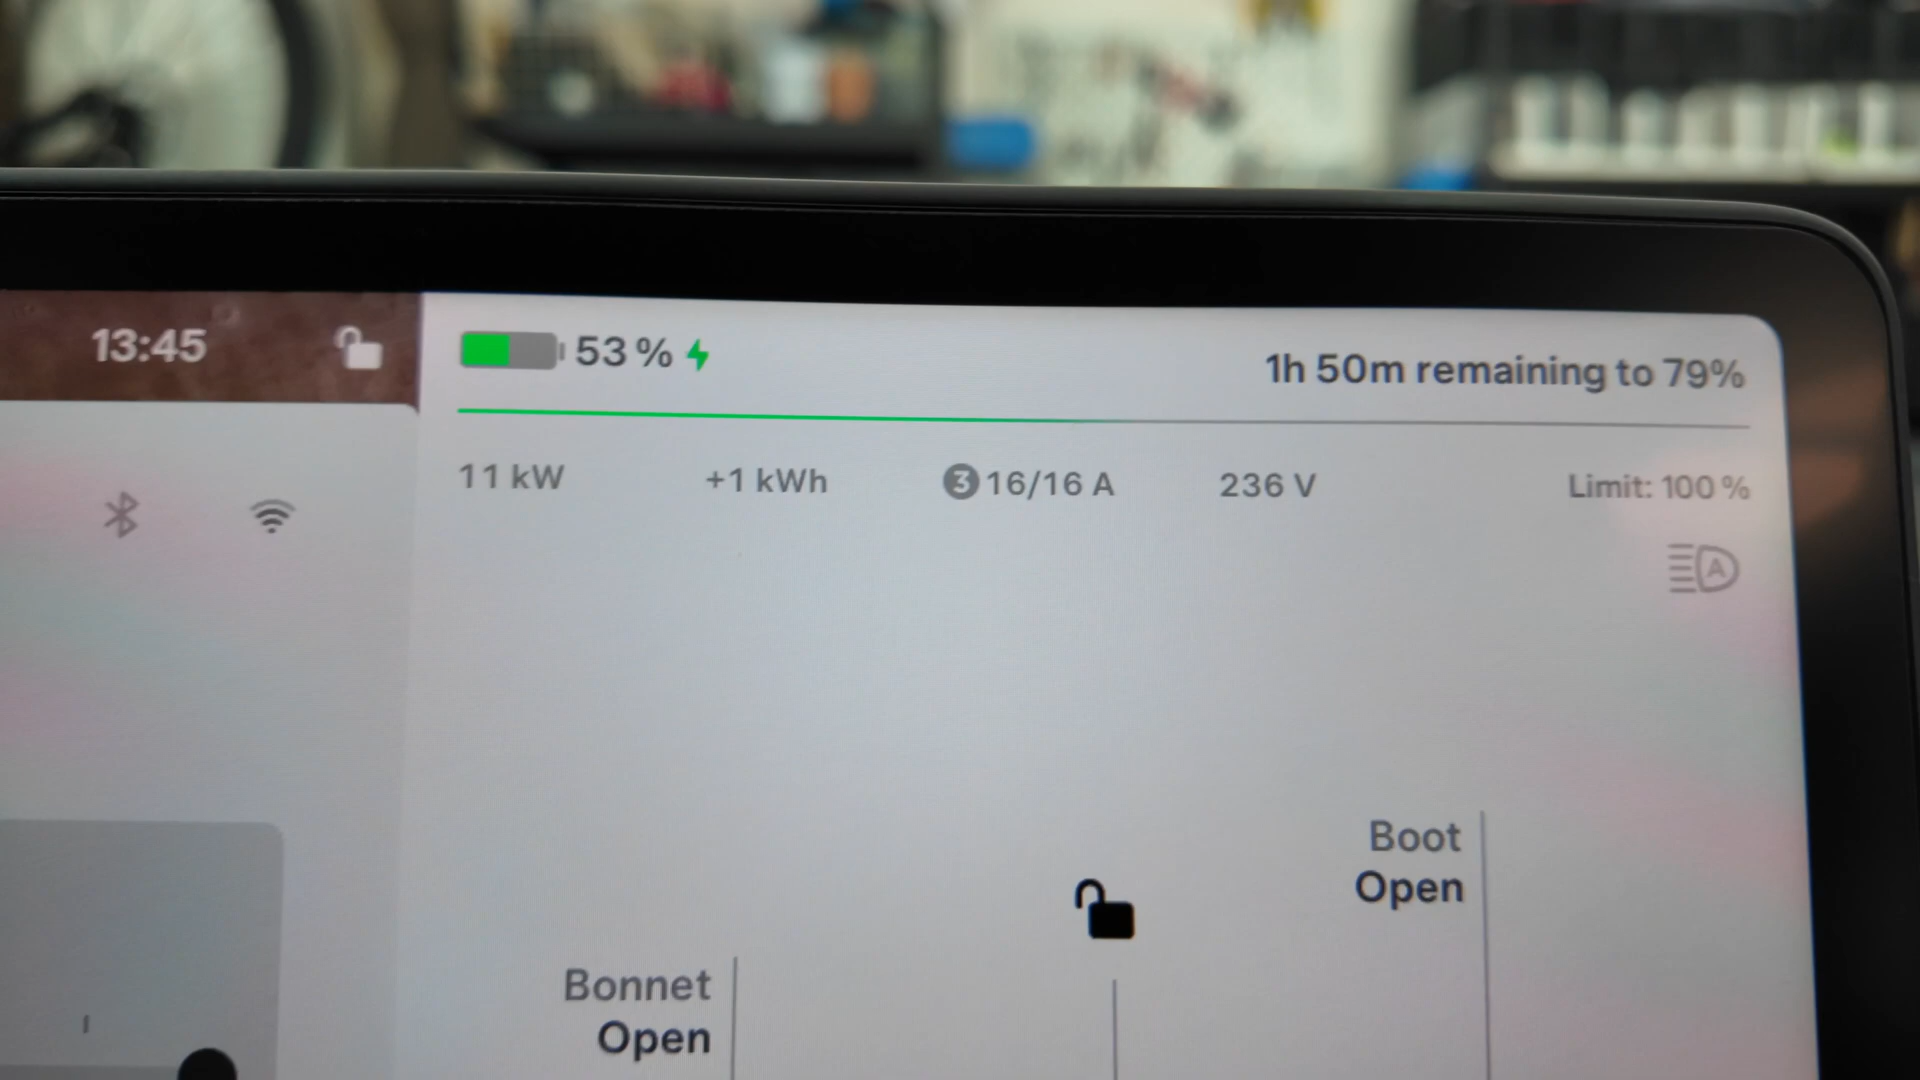 13:45
53 %
1h 50m remaining to 79%
11 kW
+1 kWh
3 16/16 A
236 V
Limit: 100 %
A
Boot
Open
Bonnet
Open